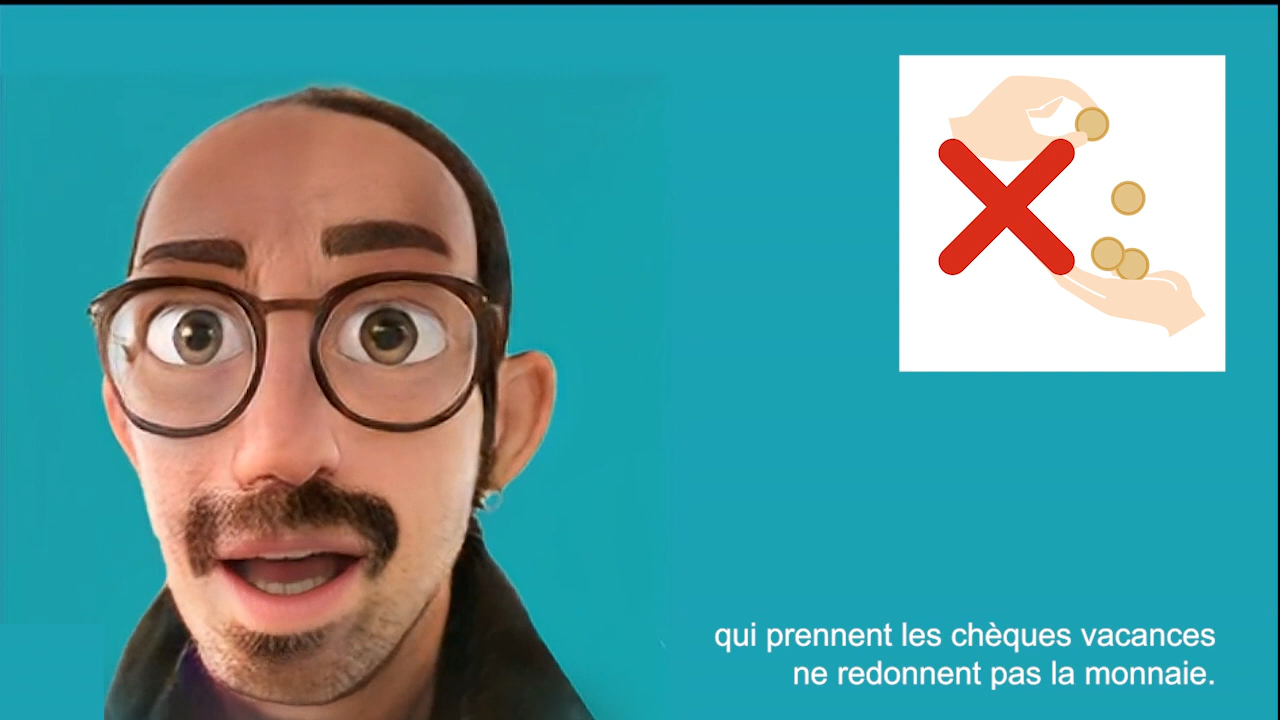 qui prennent les chèques vacances
ne redonnent pas la monnaie.